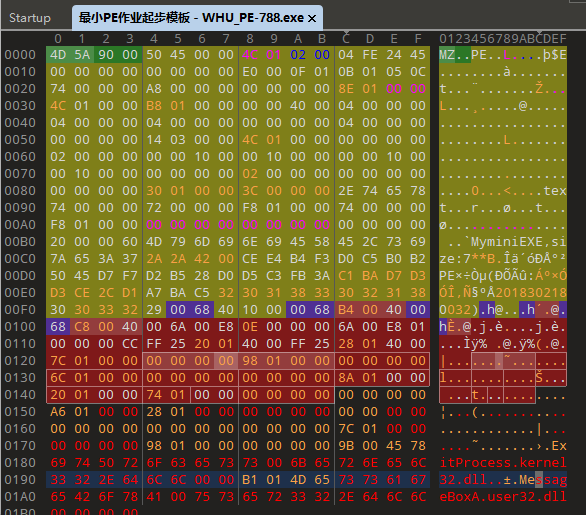 Startup 最小PE作业起步模板 - WHU_PE-788.exe ×
0 1 2 3 4 5 6 7 8 9 A B C D E F 0123456789ABCDEF
0000 4D 5A 90 00 50 45 00 00 4C 01 02 00 04 FE 24 45 MZ..PE..L....þ$E
0010 00 00 00 00 00 00 00 00 E0 00 0F 01 0B 01 05 0C ........à.......
0020 74 00 00 00 A8 00 00 00 00 00 00 00 8E 01 00 00 t...¨.......Ž...
0030 4C 01 00 00 B8 01 00 00 00 00 40 00 04 00 00 00 L...¸.....@.....
0040 04 00 00 00 00 00 00 00 04 00 00 00 00 00 00 00 ................
0050 00 00 00 00 14 03 00 00 4C 01 00 00 00 00 00 00 ........L.......
0060 02 00 00 00 00 00 10 00 00 10 00 00 00 00 10 00 ................
0070 00 10 00 00 00 00 00 00 02 00 00 00 00 00 00 00 ................
0080 00 00 00 00 30 01 00 00 3C 00 00 00 2E 74 65 78 ....0...<....tex
0090 74 00 00 00 72 00 00 00 F8 01 00 00 74 00 00 00 t...r...ø...t...
00A0 F8 01 00 00 00 00 00 00 00 00 00 00 00 00 00 00 ø...............
00B0 20 00 00 60 4D 79 6D 69 6E 69 45 58 45 2C 73 69 ..`MyminiEXE,si
00C0 7A 65 3A 37 2A 2A 42 00 CE E4 B4 F3 D0 C5 B0 B2 ze:7**B.Îä´óÐÅ°²
00D0 50 45 D7 F7 D2 B5 28 D0 D5 C3 FB 3A C1 BA D7 D3 PE×÷Òµ(ÐÕÃû:Áº×Ó
00E0 D3 CE 2C D1 A7 BA C5 32 30 31 38 33 30 32 31 38 ÓÎ,Ñ§ºÅ201830218
00F0 30 30 33 32 29 00 68 40 10 00 00 68 B4 00 40 00 0032).h@...h´.@.
0100 68 C8 00 40 00 6A 00 E8 0E 00 00 00 6A 00 E8 01 hÈ.@.j.è....j.è.
0110 00 00 00 CC FF 25 20 01 40 00 FF 25 28 01 40 00 ...Ìÿ% .@.ÿ%(.@.
0120 7C 01 00 00 00 00 00 00 98 01 00 00 00 00 00 00 |.......˜.......
0130 6C 01 00 00 00 00 00 00 00 00 00 00 8A 01 00 00 l...........Š...
0140 20 01 00 00 74 01 00 00 00 00 00 00 00 00 00 00 ...t...........
0150 A6 01 00 00 28 01 00 00 00 00 00 00 00 00 00 00 ¦...(...........
0160 00 00 00 00 00 00 00 00 7C 01 00 00 00 00 00 00 ........|.......
0170 00 00 00 00 98 01 00 00 00 00 00 00 9B 00 45 78 ....˜.......›.Ex
0180 69 74 50 72 6F 63 65 73 73 00 6B 65 72 6E 65 6C itProcess.kernel
0190 33 32 2E 64 6C 6C 00 00 B1 01 4D 65 73 73 61 67 32.dll..±.Messag
01A0 65 42 6F 78 41 00 75 73 65 72 33 32 2E 64 6C 6C eBoxA.user32.dll